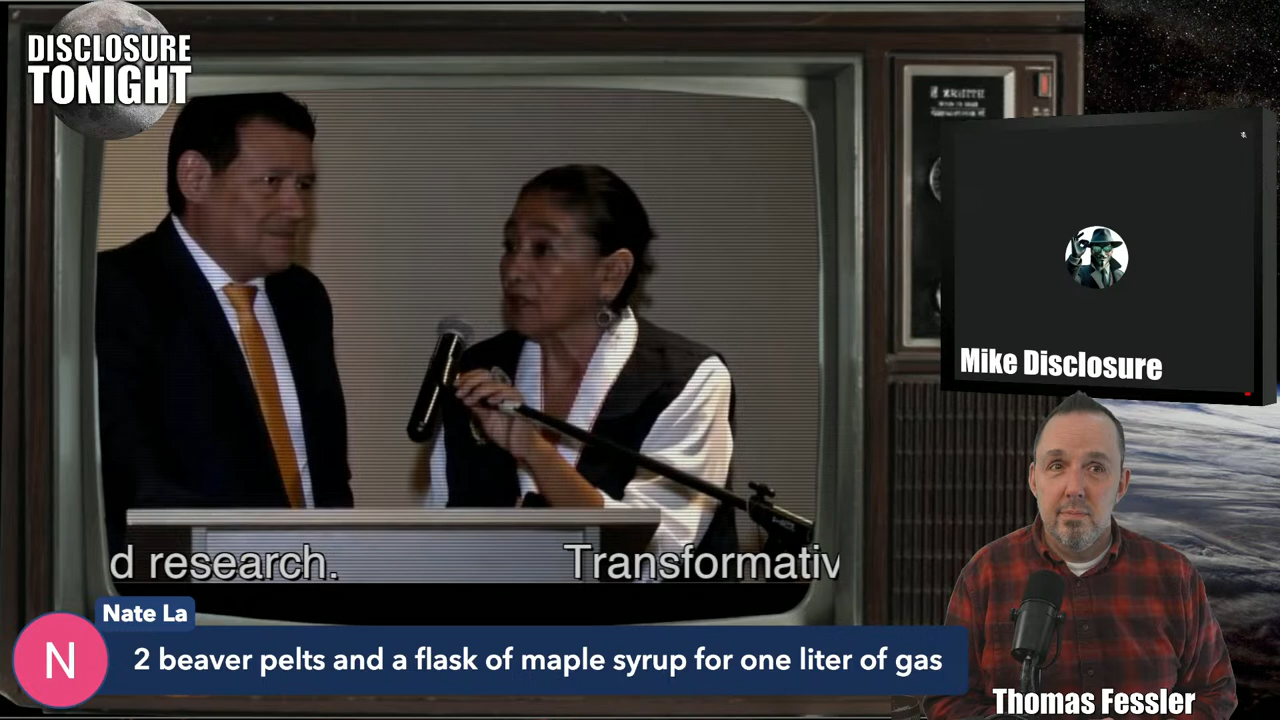 DISCLOSURE
TONIGHT
ZENITH
Mike Disclosure
d research. Transformativ
Nate La
N
2 beaver pelts and a flask of maple syrup for one liter of gas
Thomas Fessler